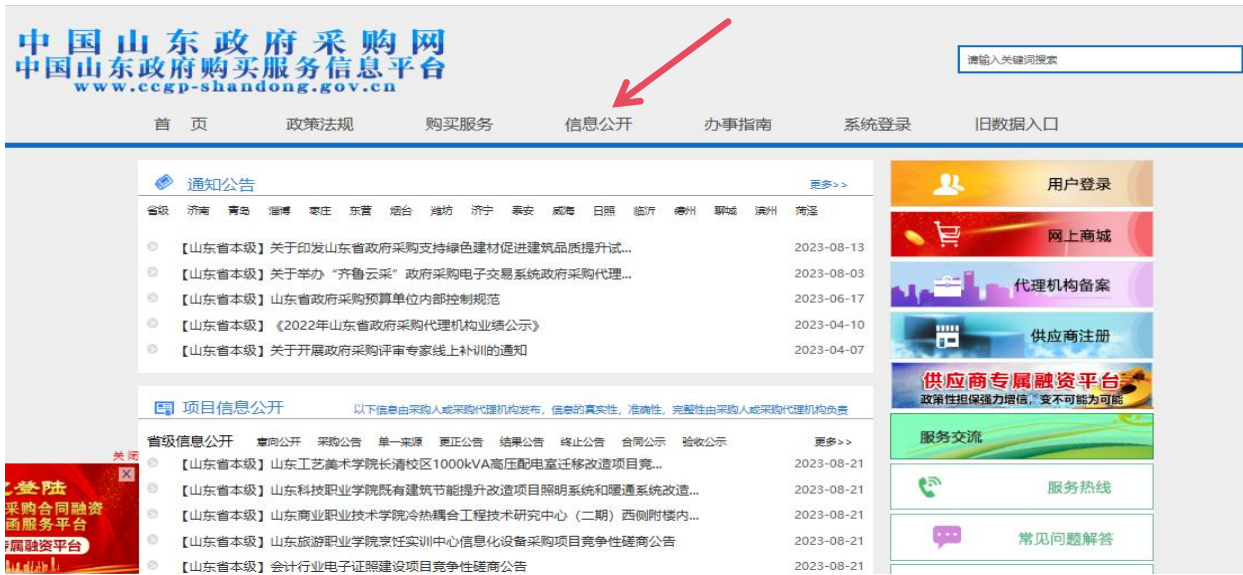 中国山东政府采购网
中国山东政府购买服务信息平台
www.ccgp-shandong.gov.cn
请输入关键词搜索
首 页 政策法规 购买服务 信息公开 办事指南 系统登录 旧数据入口
通知公告 更多>>
省级 济南 青岛 淄博 枣庄 东营 烟台 潍坊 济宁 泰安 威海 日照 临沂 德州 聊城 滨州 菏泽
【山东省本级】关于印发山东省政府采购支持绿色建材促进建筑品质提升试... 2023-08-13
【山东省本级】关于举办“齐鲁云采”政府采购电子交易系统政府采购代理... 2023-08-03
【山东省本级】山东省政府采购预算单位内部控制规范 2023-06-17
【山东省本级】《2022年山东省政府采购代理机构业绩公示》 2023-04-10
【山东省本级】关于开展政府采购评审专家线上补训的通知 2023-04-07
项目信息公开 以下信息由采购人或采购代理机构发布，信息的真实性，准确性，完整性由采购人或采购代理机构负责
省级信息公开 意向公开 采购公告 单一来源 更正公告 结果公告 终止公告 合同公示 验收公示 更多>>
【山东省本级】山东工艺美术学院长清校区1000kVA高压配电室迁移改造项目竞... 2023-08-21
【山东省本级】山东科技职业学院既有建筑节能提升改造项目照明系统和暖通系统改造... 2023-08-21
【山东省本级】山东商业职业技术学院冷热耦合工程技术研究中心（二期）西侧附楼内... 2023-08-21
【山东省本级】山东旅游职业学院烹饪实训中心信息化设备采购项目竞争性磋商公告 2023-08-21
【山东省本级】会计行业电子证照建设项目竞争性磋商公告 2023-08-21
用户登录
网上商城
代理机构备案
供应商注册
供应商专属融资平台
政策性担保强力增信，变不可能为可能
服务交流
服务热线
常见问题解答
关闭
X
登陆
采购合同融资
函服务平台
专属融资平台